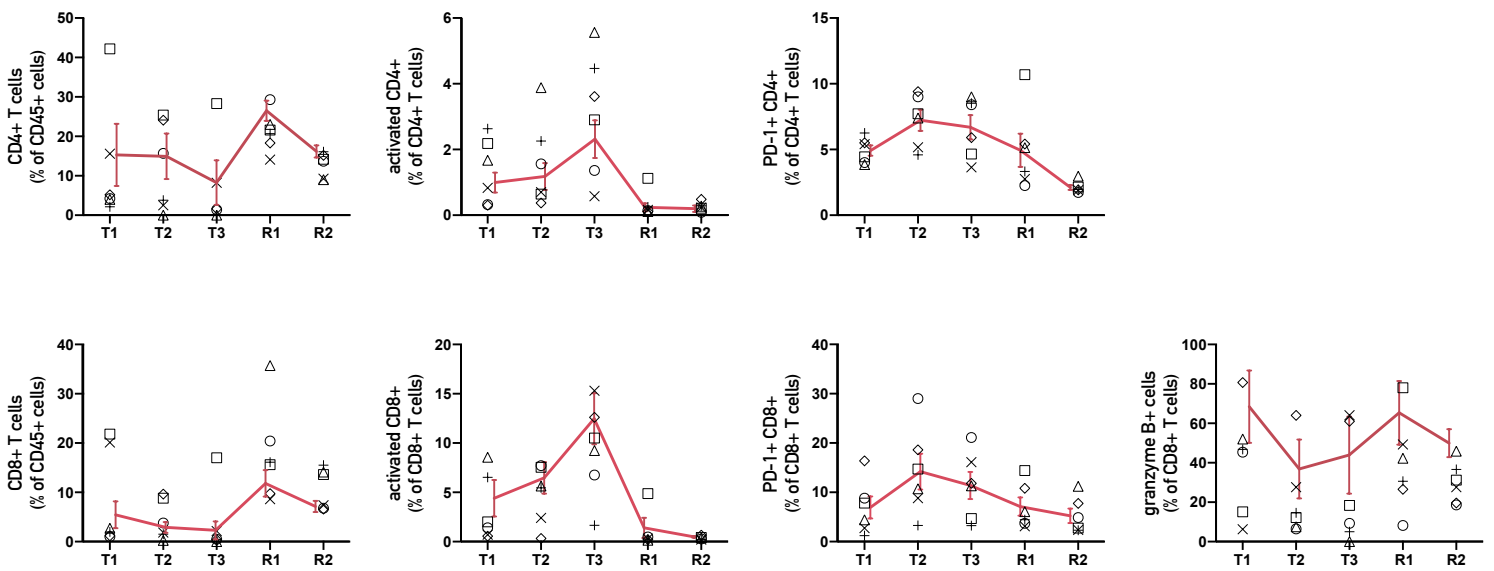 CD4+ T cells
(% of CD45+ cells)
50
40
30
20
10
0
T1 T2 T3 R1 R2
activated CD4+
(% of CD4+ T cells)
6
4
2
0
T1 T2 T3 R1 R2
PD-1+ CD4+
(% of CD4+ T cells)
15
10
5
0
T1 T2 T3 R1 R2
CD8+ T cells
(% of CD45+ cells)
40
30
20
10
0
T1 T2 T3 R1 R2
activated CD8+
(% of CD8+ T cells)
20
15
10
5
0
T1 T2 T3 R1 R2
PD-1+ CD8+
(% of CD8+ T cells)
40
30
20
10
0
T1 T2 T3 R1 R2
granzyme B+ cells
(% of CD8+ T cells)
100
80
60
40
20
0
T1 T2 T3 R1 R2